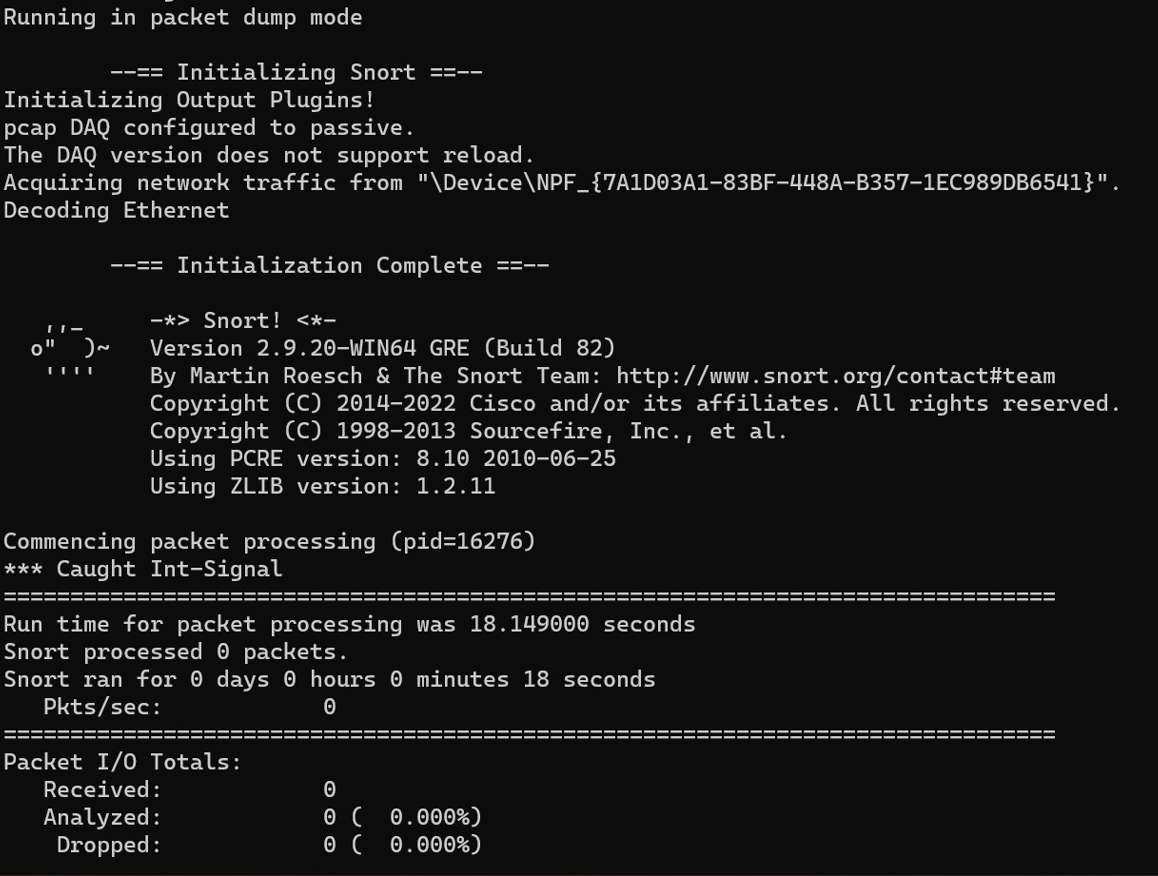 Running in packet dump mode
--== Initializing Snort ==--
Initializing Output Plugins!
pcap DAQ configured to passive.
The DAQ version does not support reload.
Acquiring network traffic from "\Device\NPF_{7A1D03A1-83BF-448A-B357-1EC989DB6541}".
Decoding Ethernet
--== Initialization Complete ==--
,,_ -*> Snort! <*-
o" )~ Version 2.9.20-WIN64 GRE (Build 82)
'''' By Martin Roesch & The Snort Team: http://www.snort.org/contact#team
Copyright (C) 2014-2022 Cisco and/or its affiliates. All rights reserved.
Copyright (C) 1998-2013 Sourcefire, Inc., et al.
Using PCRE version: 8.10 2010-06-25
Using ZLIB version: 1.2.11
Commencing packet processing (pid=16276)
*** Caught Int-Signal
===============================================================================
Run time for packet processing was 18.149000 seconds
Snort processed 0 packets.
Snort ran for 0 days 0 hours 0 minutes 18 seconds
Pkts/sec: 0
===============================================================================
Packet I/O Totals:
Received: 0
Analyzed: 0 ( 0.000%)
Dropped: 0 ( 0.000%)